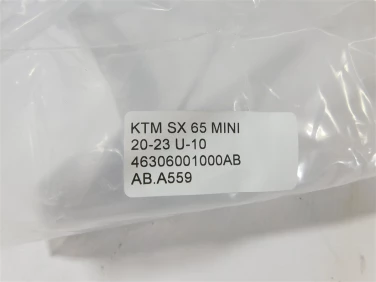 KTM SX 65 MINI
20-23 U-10
46306001000AB
AB.A559